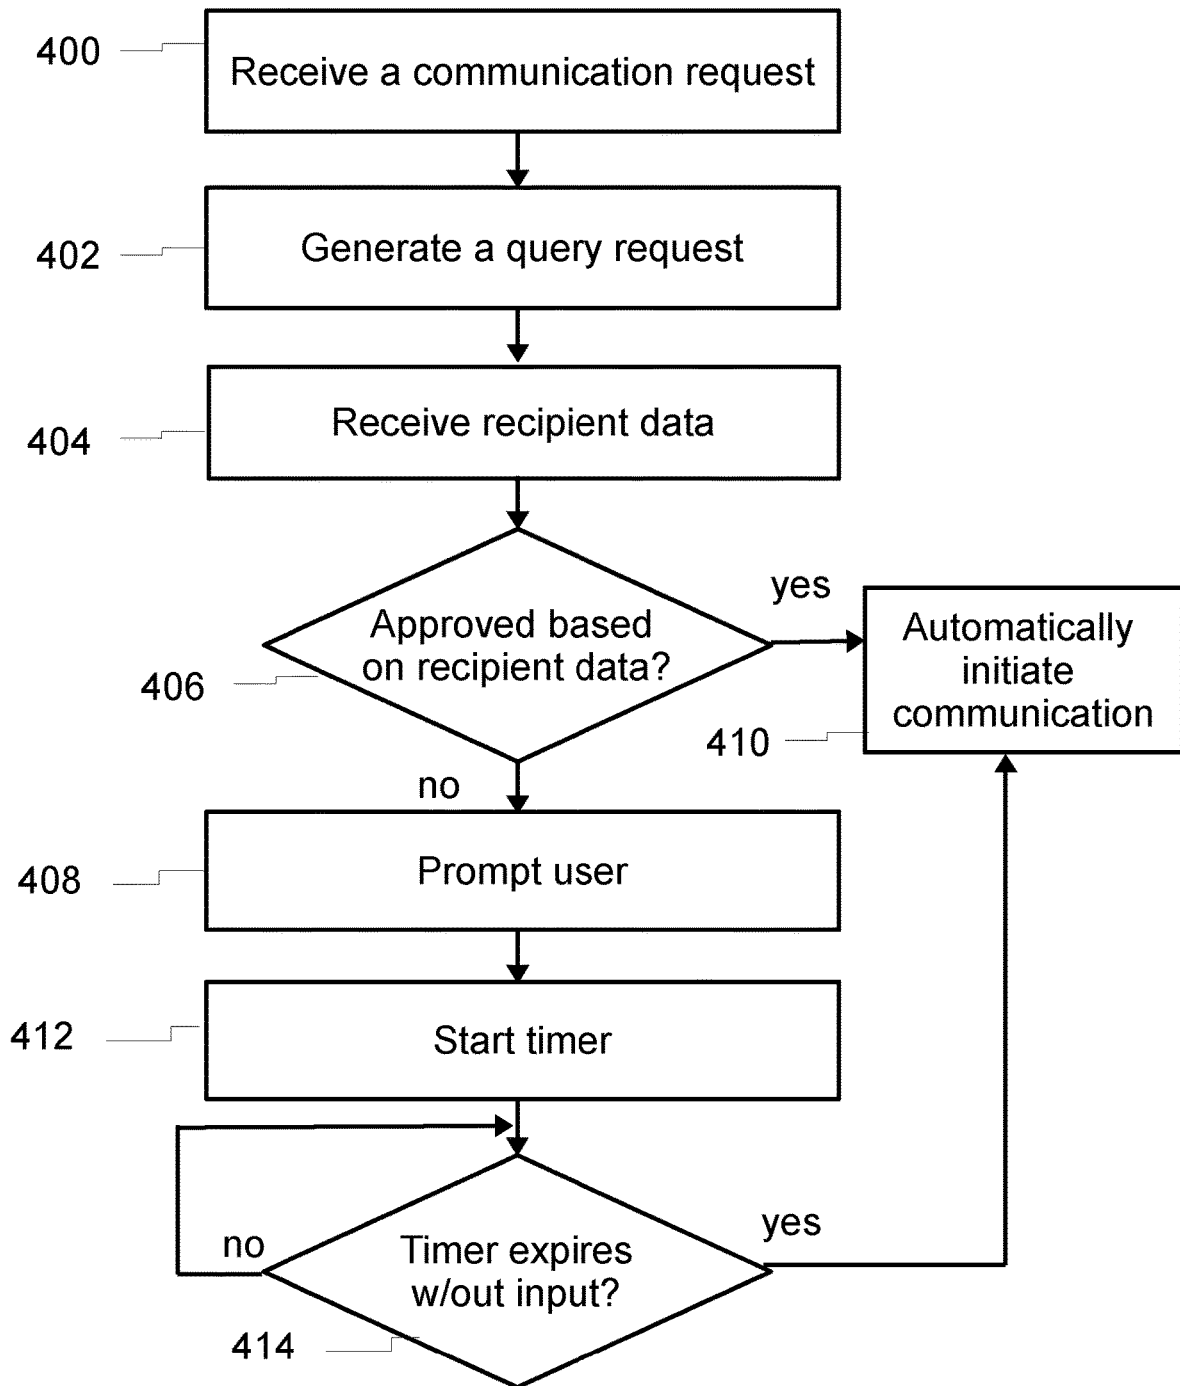 400
Receive a communication request
402
Generate a query request
404
Receive recipient data
yes
Approved based
on recipient data?
406
Automatically
initiate
communication
410
no
408
Prompt user
412
Start timer
no
yes
Timer expires
w/out input?
414